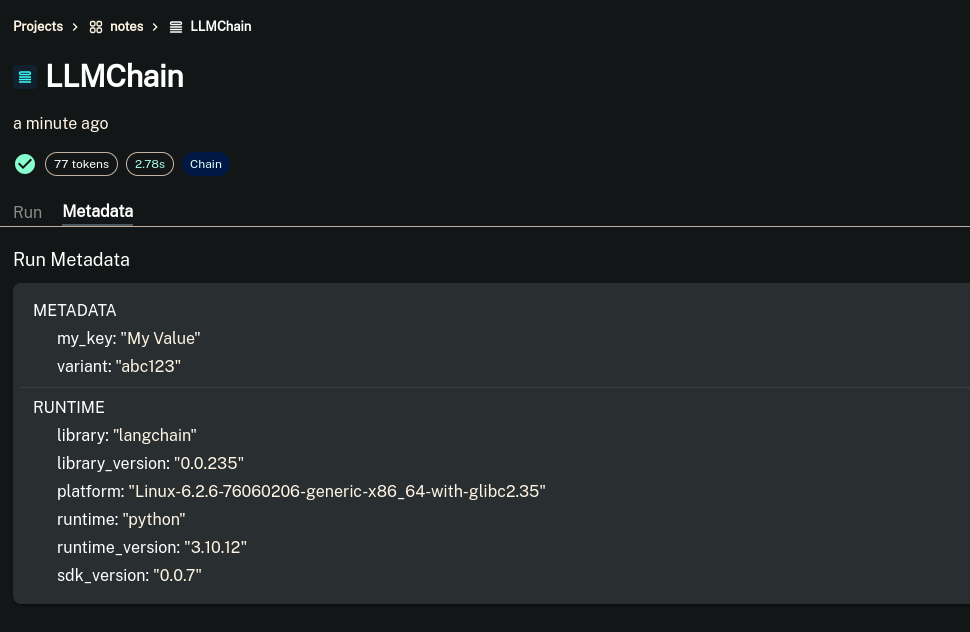 Projects > notes > LLMChain
LLMChain
a minute ago
77 tokens 2.78s Chain
Run Metadata
Run Metadata
METADATA
my_key: "My Value"
variant: "abc123"
RUNTIME
library: "langchain"
library_version: "0.0.235"
platform: "Linux-6.2.6-76060206-generic-x86_64-with-glibc2.35"
runtime: "python"
runtime_version: "3.10.12"
sdk_version: "0.0.7"